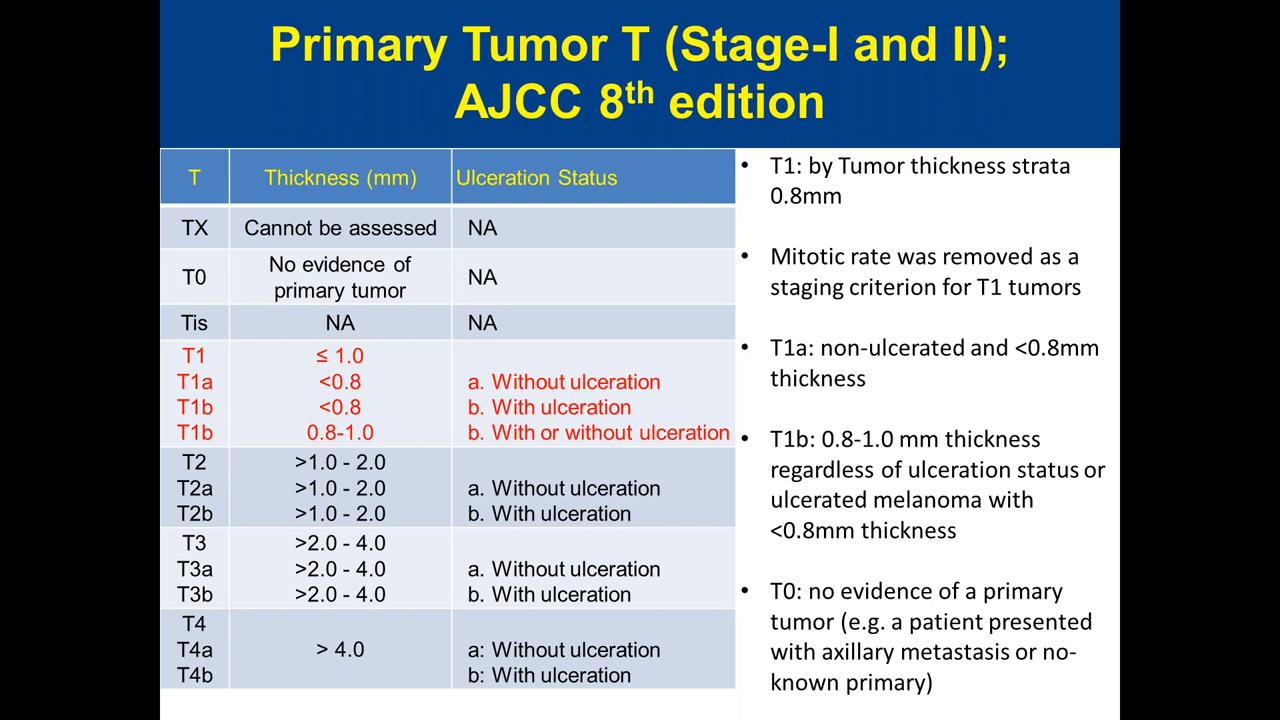 Primary Tumor T (Stage-I and II);
AJCC 8th edition
T Thickness (mm) Ulceration Status
TX Cannot be assessed NA
T0 No evidence of primary tumor NA
Tis NA NA
T1 ≤ 1.0
T1a <0.8 a. Without ulceration
T1b <0.8 b. With ulceration
T1b 0.8-1.0 b. With or without ulceration
T2 >1.0 - 2.0
T2a >1.0 - 2.0 a. Without ulceration
T2b >1.0 - 2.0 b. With ulceration
T3 >2.0 - 4.0
T3a >2.0 - 4.0 a. Without ulceration
T3b >2.0 - 4.0 b. With ulceration
T4
T4a > 4.0 a: Without ulceration
T4b b: With ulceration
• T1: by Tumor thickness strata
0.8mm
• Mitotic rate was removed as a
staging criterion for T1 tumors
• T1a: non-ulcerated and <0.8mm
thickness
• T1b: 0.8-1.0 mm thickness
regardless of ulceration status or
ulcerated melanoma with
<0.8mm thickness
• T0: no evidence of a primary
tumor (e.g. a patient presented
with axillary metastasis or no-
known primary)